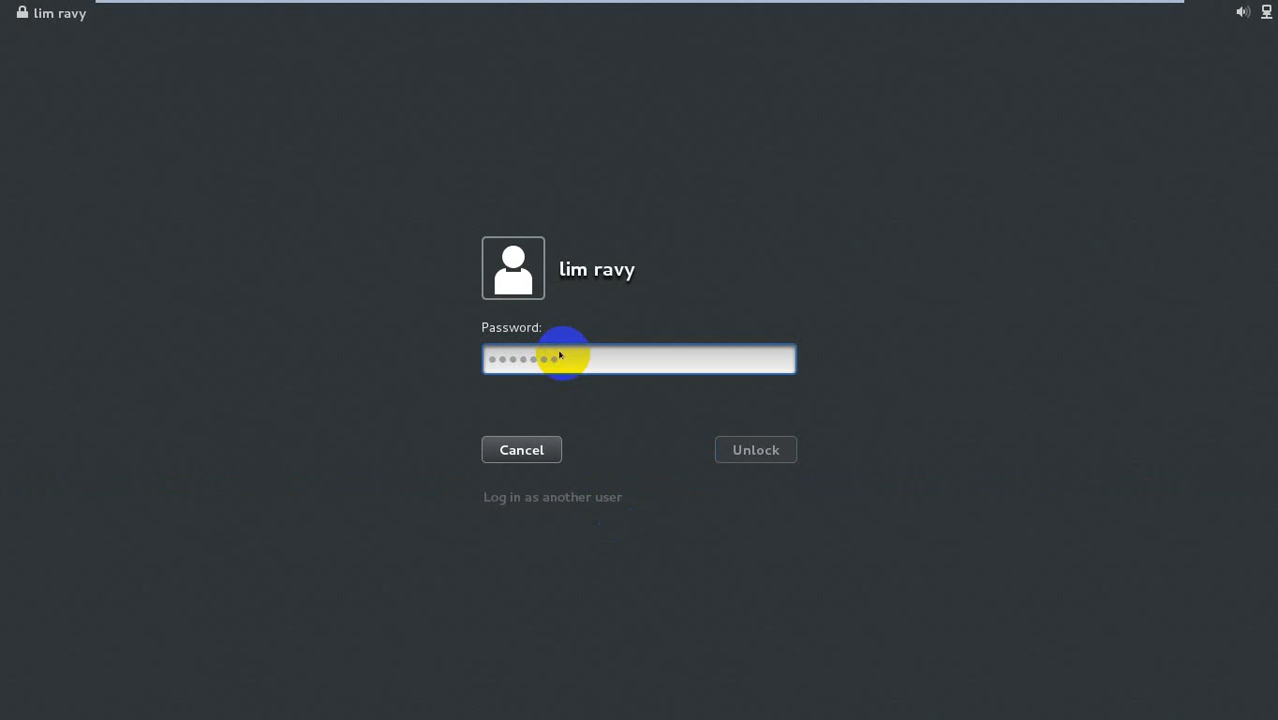 lim ravy
lim ravy
Password:
Cancel
Unlock
Log in as another user